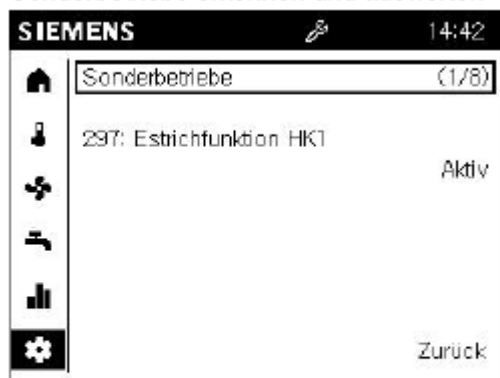 SIEMENS 14:42
Sonderbetriebe (1/8)
297: Estrichfunktion HK1
Aktiv
Zurück